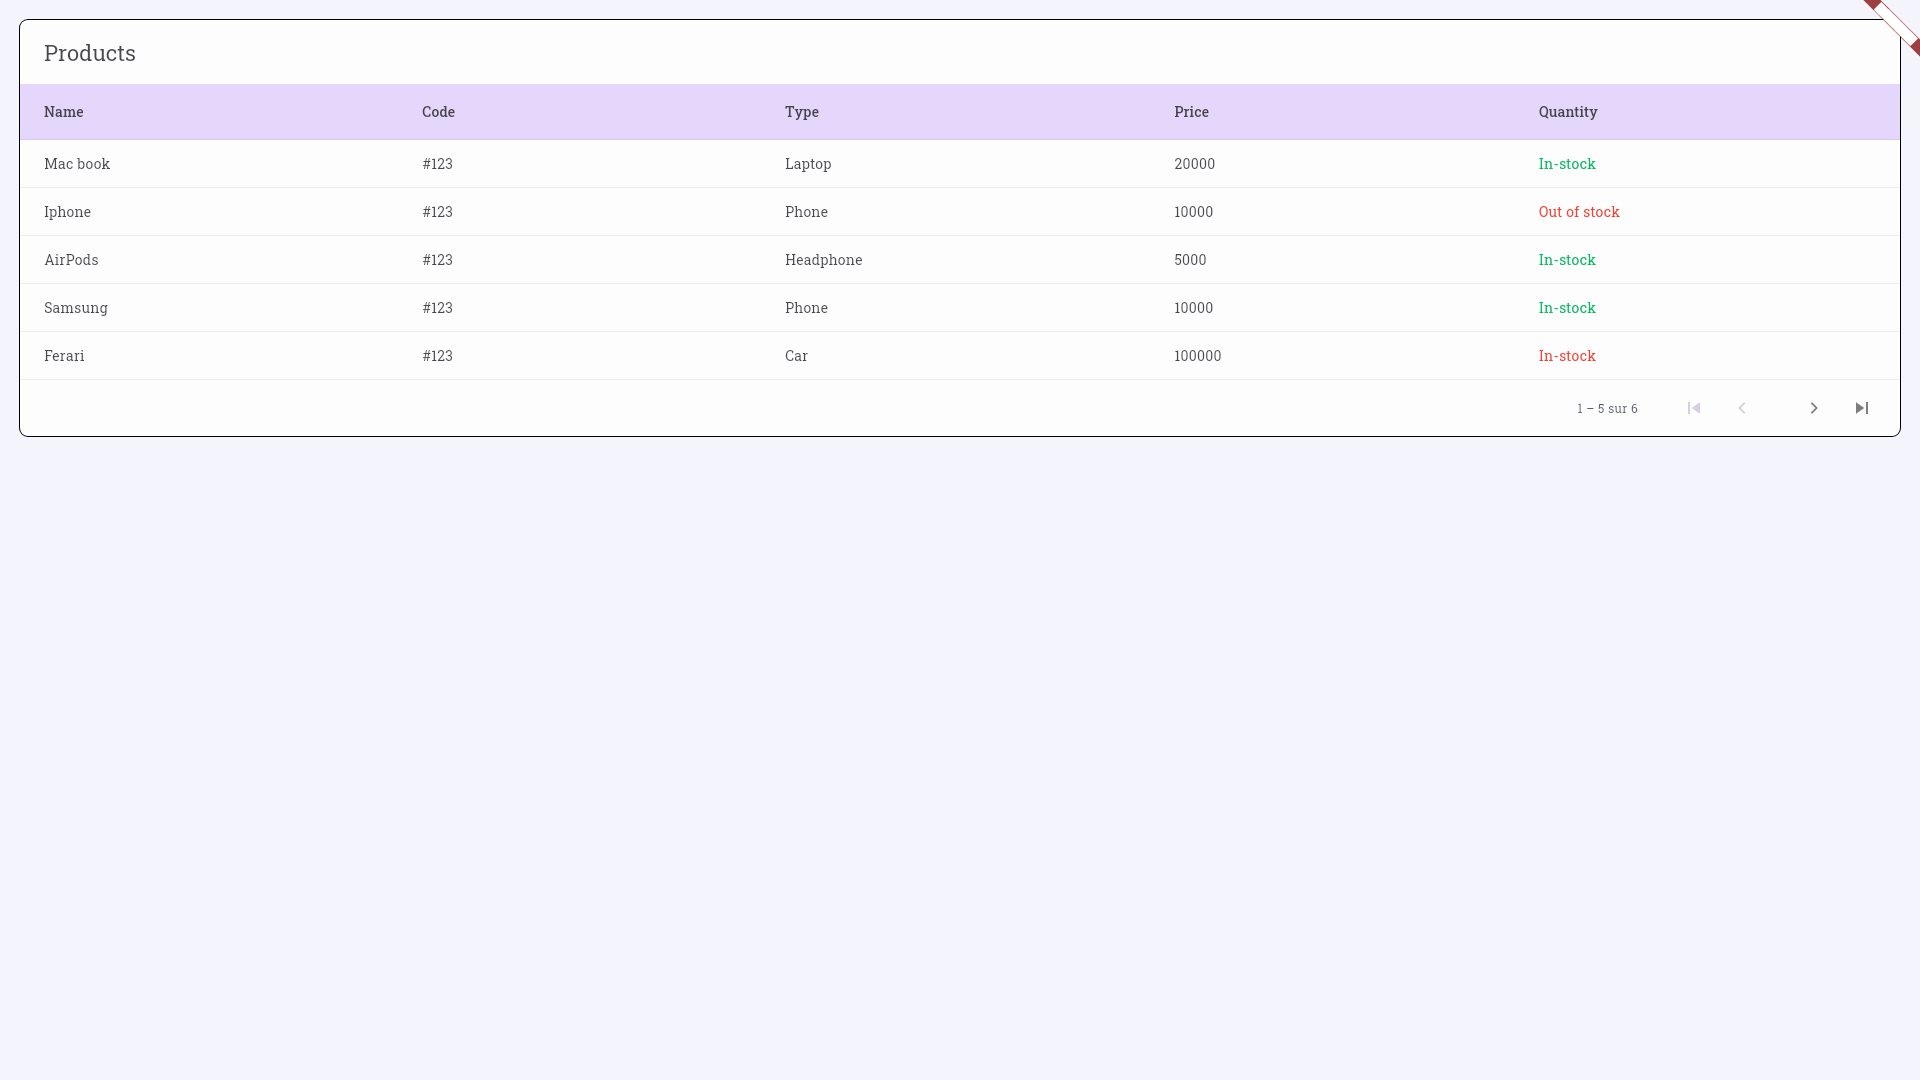 Products
Name Code Type Price Quantity
Mac book #123 Laptop 20000 In-stock
Iphone #123 Phone 10000 Out of stock
AirPods #123 Headphone 5000 In-stock
Samsung #123 Phone 10000 In-stock
Ferari #123 Car 100000 In-stock
1 – 5 sur 6